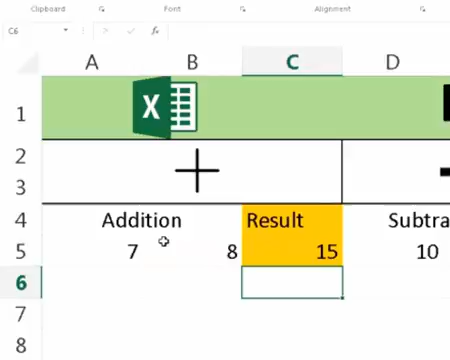 Clipboard Font Alignment
C6 fx
A B C D
1
X
2
+
3
4 Addition Result Subtra
5 7 8 15 10
6
7
8